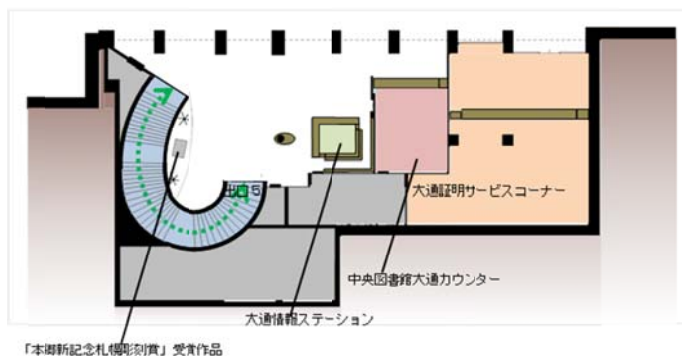 出口5
大通証明サービスコーナー
中央図書館大通カウンター
大通情報ステーション
「本郷新記念札幌彫刻賞」受賞作品